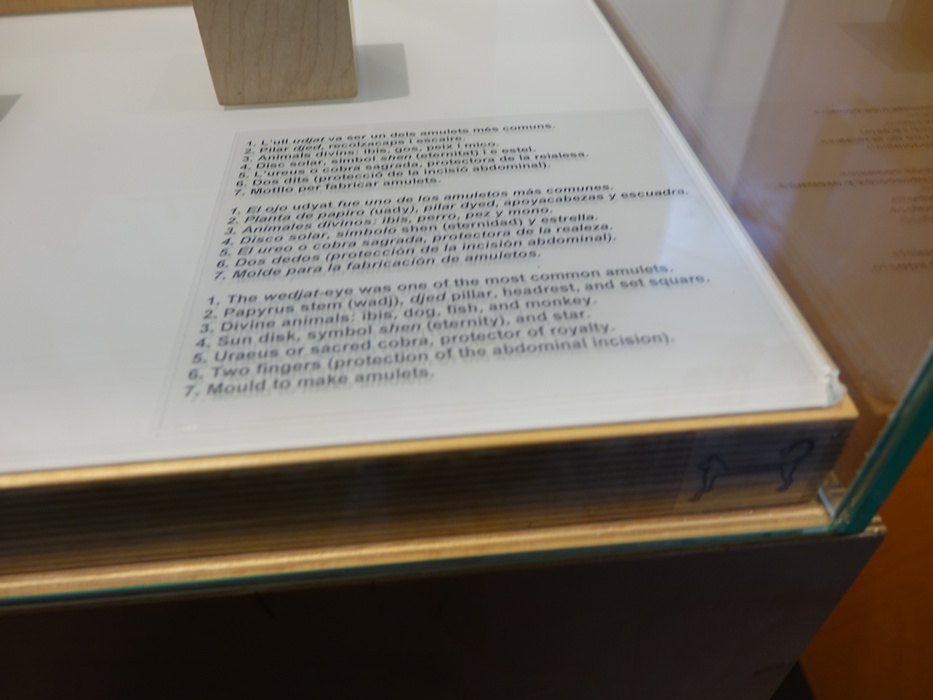 1. L'ull udjat va ser un dels amulets més comuns.
2. Pilar djed, recolzacaps i escaire.
3. Animals divins: ibis, gos, peix i mico.
4. Disc solar, símbol shen (eternitat) i e estel.
5. L'ureus o cobra sagrada, protectora de la reialesa.
6. Dos dits (protecció de la incisió abdominal).
7. Motllo per fabricar amulets.
1. El ojo udyat fue uno de los amuletos más comunes.
2. Planta de papiro (uady), pilar dyed, apoyacabezas y escuadra.
3. Animales divinos: ibis, perro, pez y mono.
4. Disco solar, símbolo shen (eternidad) y estrella.
5. El ureo o cobra sagrada, protectora de la realeza.
6. Dos dedos (protección de la incisión abdominal).
7. Molde para la fabricación de amuletos.
1. The wedjat-eye was one of the most common amulets.
2. Papyrus stem (wadj), djed pillar, headrest, and set square.
3. Divine animals: ibis, dog, fish, and monkey.
4. Sun disk, symbol shen (eternity), and star.
5. Uraeus or sacred cobra, protector of royalty.
6. Two fingers (protection of the abdominal incision).
7. Mould to make amulets.